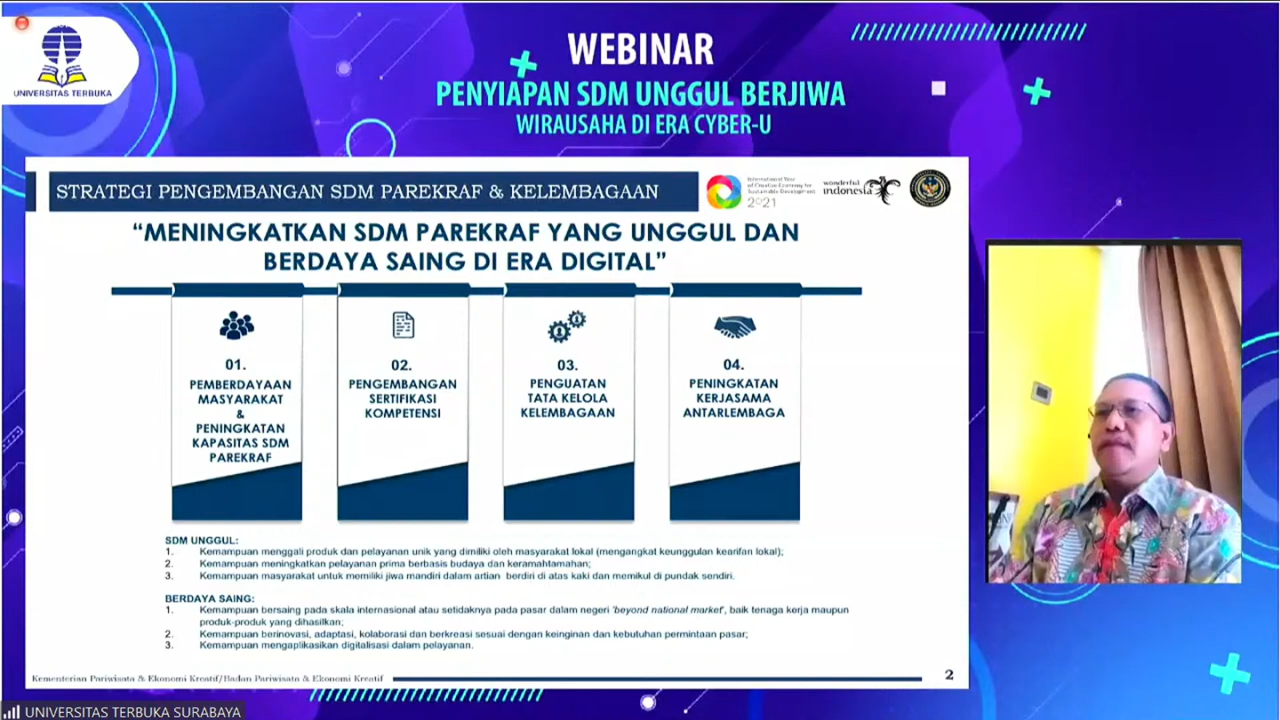 UNIVERSITAS TERBUKA
WEBINAR
PENYIAPAN SDM UNGGUL BERJIWA
WIRAUSAHA DI ERA CYBER-U
STRATEGI PENGEMBANGAN SDM PAREKRAF & KELEMBAGAAN
International Year
of Creative Economy for
Sustainable Development
2021
wonderful
indonesia
“MENINGKATKAN SDM PAREKRAF YANG UNGGUL DAN
BERDAYA SAING DI ERA DIGITAL”
01.
PEMBERDAYAAN
MASYARAKAT
&
PENINGKATAN
KAPASITAS SDM
PAREKRAF
02.
PENGEMBANGAN
SERTIFIKASI
KOMPETENSI
03.
PENGUATAN
TATA KELOLA
KELEMBAGAAN
04.
PENINGKATAN
KERJASAMA
ANTARLEMBAGA
SDM UNGGUL:
1. Kemampuan menggali produk dan pelayanan unik yang dimiliki oleh masyarakat lokal (mengangkat keunggulan kearifan lokal);
2. Kemampuan meningkatkan pelayanan prima berbasis budaya dan keramahtamahan;
3. Kemampuan masyarakat untuk memiliki jiwa mandiri dalam artian berdiri di atas kaki dan memikul di pundak sendiri.
BERDAYA SAING:
1. Kemampuan bersaing pada skala internasional atau setidaknya pada pasar dalam negeri 'beyond national market', baik tenaga kerja maupun
produk-produk yang dihasilkan;
2. Kemampuan berinovasi, adaptasi, kolaborasi dan berkreasi sesuai dengan keinginan dan kebutuhan permintaan pasar;
3. Kemampuan mengaplikasikan digitalisasi dalam pelayanan.
Kementerian Pariwisata & Ekonomi Kreatif/Badan Pariwisata & Ekonomi Kreatif
2
UNIVERSITAS TERBUKA SURABAYA